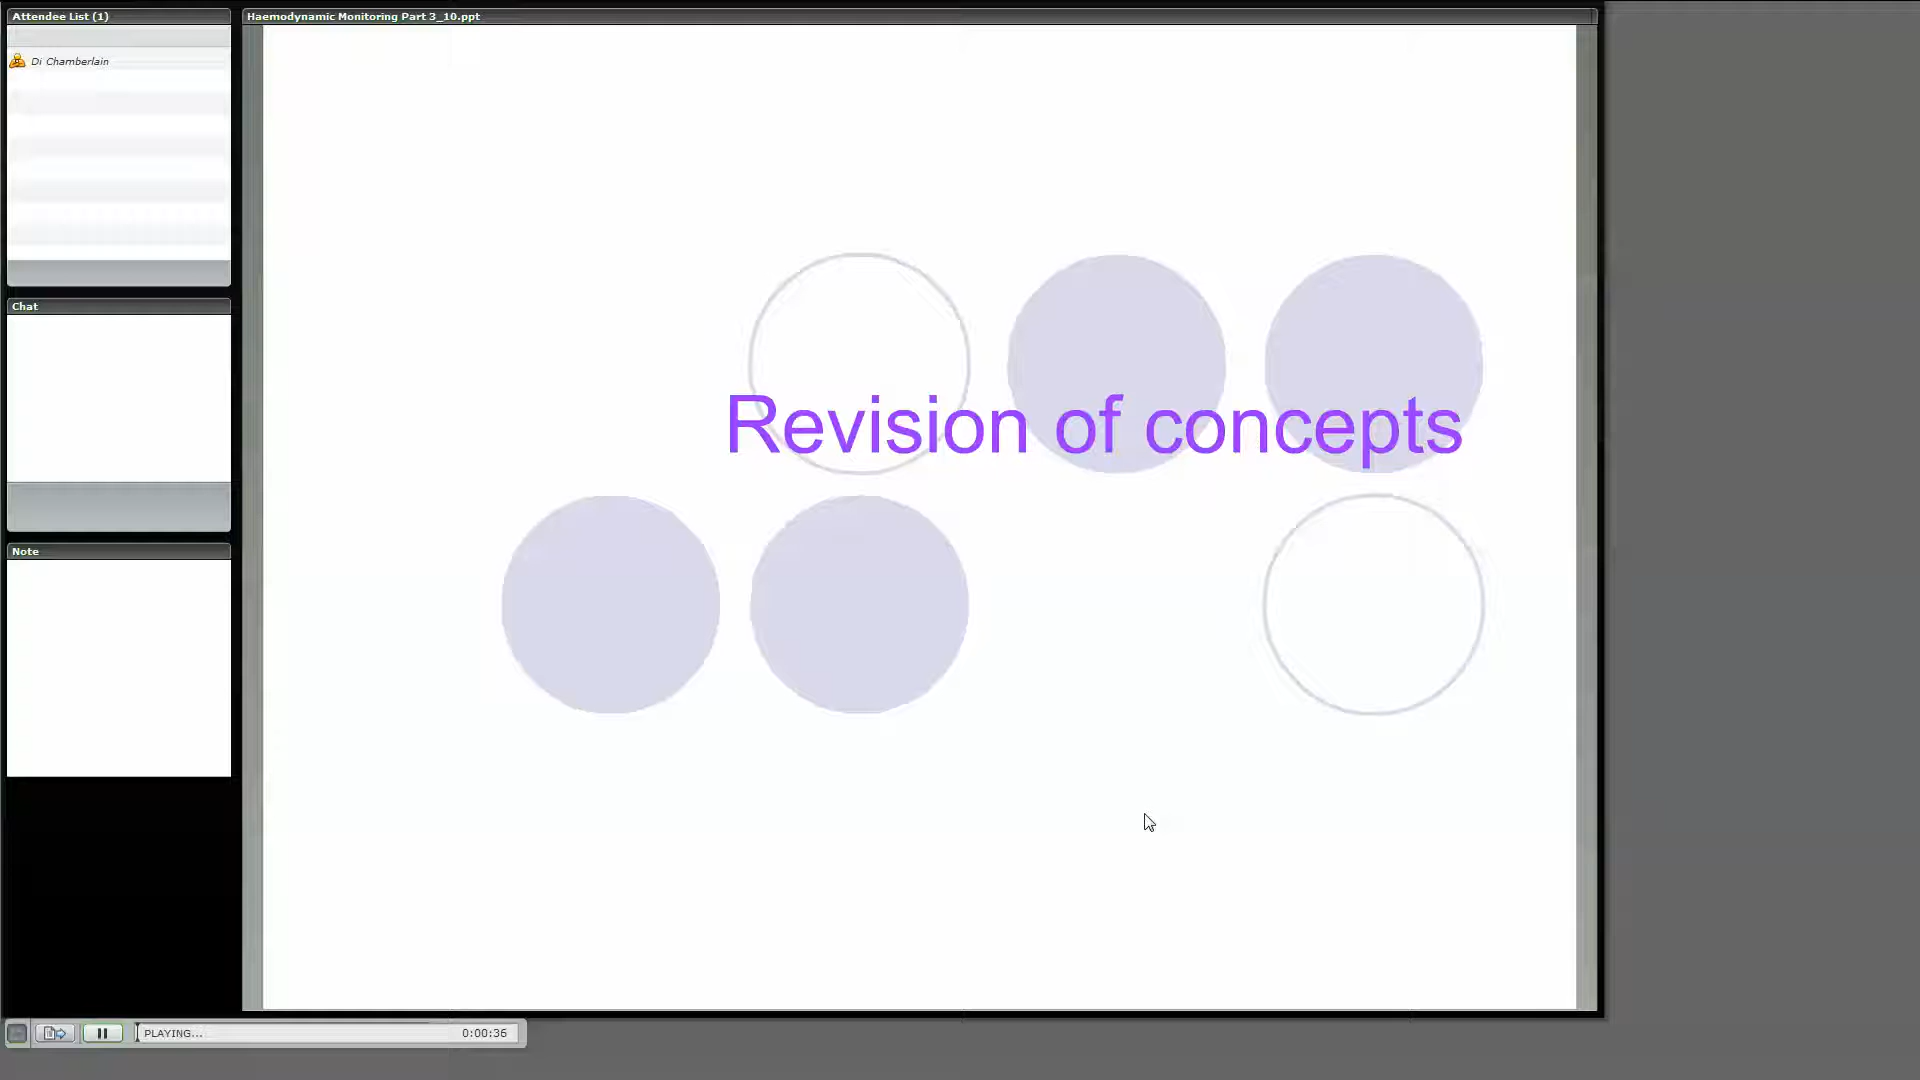 Attendee List (1)
Di Chamberlain
Chat
Note
Haemodynamic Monitoring Part 3_10.ppt
Revision of concepts
PLAYING...
0:00:36